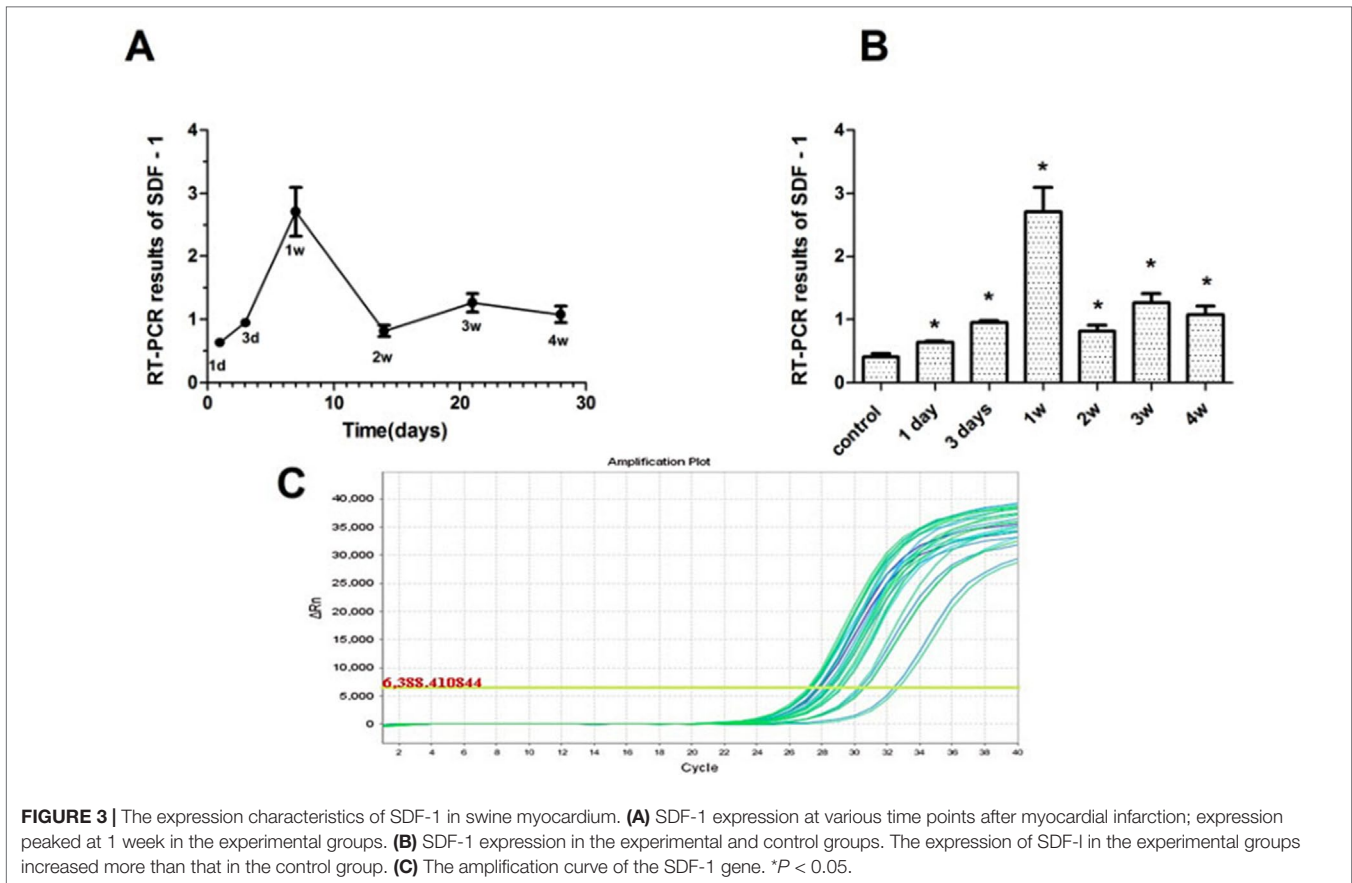 A
RT-PCR results of SDF - 1
4
3
2
1
0
1d
3d
1w
2w
3w
4w
0
10
20
30
Time(days)
B
RT-PCR results of SDF - 1
4
3
2
1
0
*
*
*
*
*
*
control
1 day
3 days
1w
2w
3w
4w
C
Amplification Plot
ΔRn
40,000
35,000
30,000
25,000
20,000
15,000
10,000
6,388.410844
5,000
0
2 4 6 8 10 12 14 16 18 20 22 24 26 28 30 32 34 36 38 40
Cycle
FIGURE 3 | The expression characteristics of SDF-1 in swine myocardium. (A) SDF-1 expression at various time points after myocardial infarction; expression
peaked at 1 week in the experimental groups. (B) SDF-1 expression in the experimental and control groups. The expression of SDF-I in the experimental groups
increased more than that in the control group. (C) The amplification curve of the SDF-1 gene. *P < 0.05.